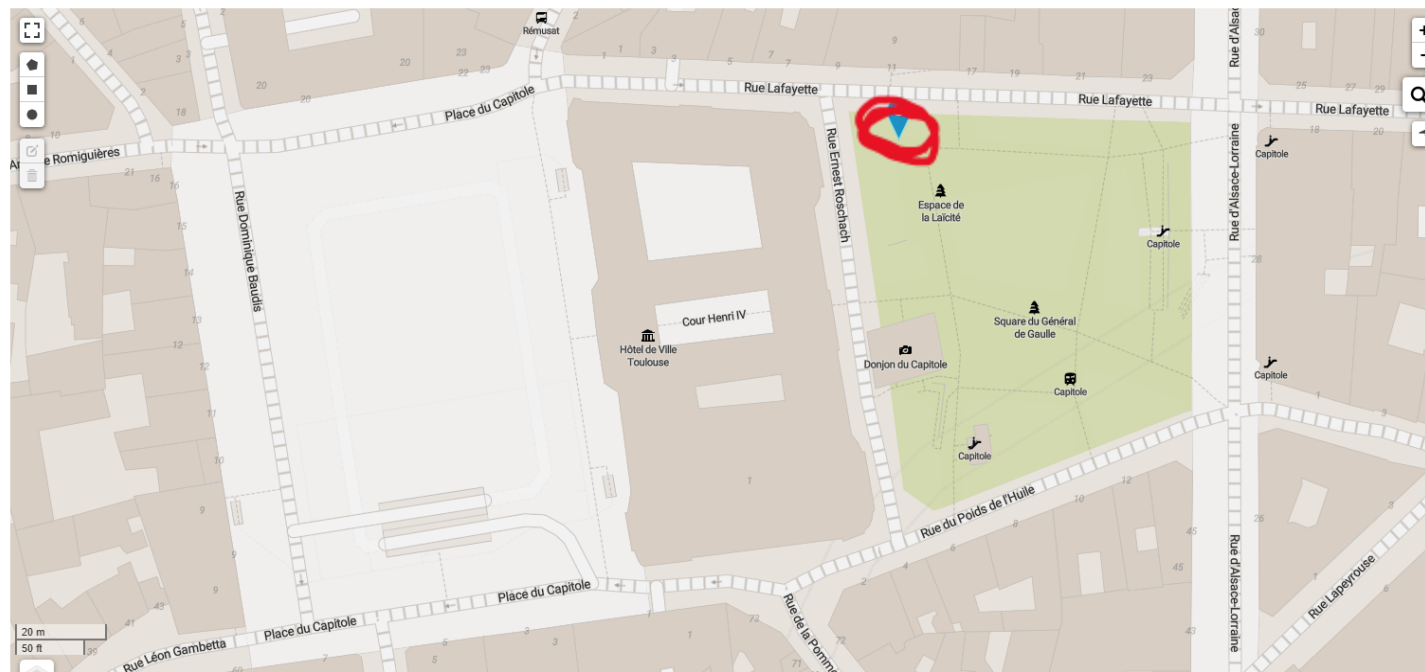 Rémusat
Place du Capitole
Rue Lafayette
Rue Lafayette
Rue Lafayette
Rue d'Alsace-Lorraine
Romiguières
Rue Dominique Baudis
Rue Ernest Roschach
Espace de
la Laïcité
Capitole
Capitole
Cour Henri IV
Hôtel de Ville
Toulouse
Donjon du Capitole
Square du Général
de Gaulle
Capitole
Capitole
Capitole
Rue du Poids de l'Huile
Rue d'Alsace-Lorraine
Rue Lapeyrouse
Place du Capitole
Place du Capitole
Rue Léon Gambetta
Rue de la Pomme
20 m
50 ft